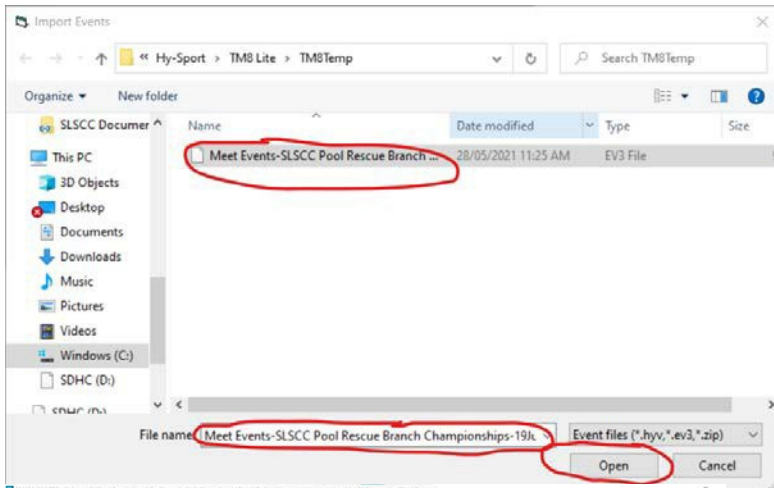 Import Events
« Hy-Sport > TM8 Lite > TM8Temp
Search TM8Temp
Organize
New folder
Name
Date modified
Type
Size
SLSCC Documer
Meet Events-SLSCC Pool Rescue Branch ...
28/05/2021 11:25 AM
EV3 File
This PC
3D Objects
Desktop
Documents
Downloads
Music
Pictures
Videos
Windows (C:)
SDHC (D:)
SDHC (D:)
File name:
Meet Events-SLSCC Pool Rescue Branch Championships-19Ju
Event files (*.hyv,*.ev3,*.zip)
Open
Cancel